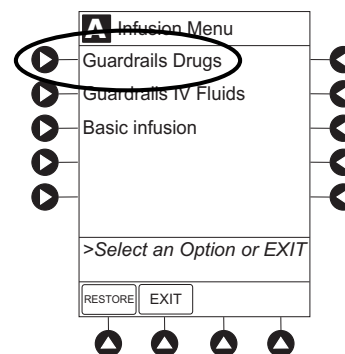 A Infusion Menu
Guardrails Drugs
Guardrails IV Fluids
Basic infusion
>Select an Option or EXIT
RESTORE EXIT